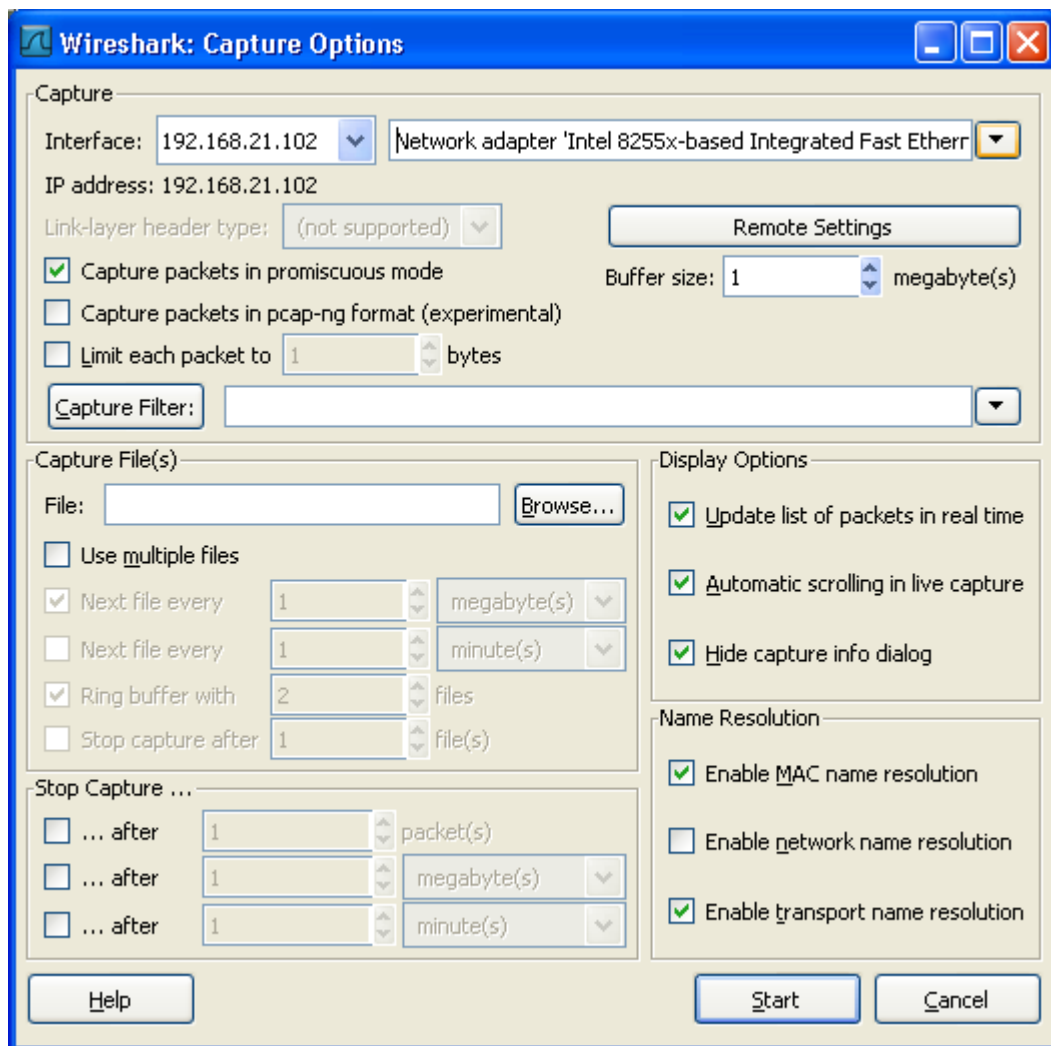 Wireshark: Capture Options
Capture
Interface: 192.168.21.102 Network adapter 'Intel 8255x-based Integrated Fast Ethern
IP address: 192.168.21.102
Link-layer header type: (not supported) Remote Settings
Capture packets in promiscuous mode Buffer size: 1 megabyte(s)
Capture packets in pcap-ng format (experimental)
Limit each packet to 1 bytes
Capture Filter:
Capture File(s)
File: Browse...
Use multiple files
Next file every 1 megabyte(s)
Next file every 1 minute(s)
Ring buffer with 2 files
Stop capture after 1 file(s)
Stop Capture ...
... after 1 packet(s)
... after 1 megabyte(s)
... after 1 minute(s)
Display Options
Update list of packets in real time
Automatic scrolling in live capture
Hide capture info dialog
Name Resolution
Enable MAC name resolution
Enable network name resolution
Enable transport name resolution
Help Start Cancel